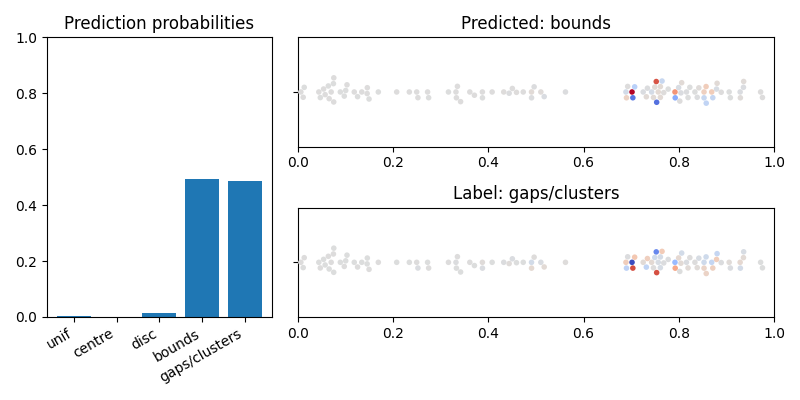 Prediction probabilities
1.0
0.8
0.6
0.4
0.2
0.0
unif
centre
disc
bounds
gaps/clusters
Predicted: bounds
0.0 0.2 0.4 0.6 0.8 1.0
Label: gaps/clusters
0.0 0.2 0.4 0.6 0.8 1.0